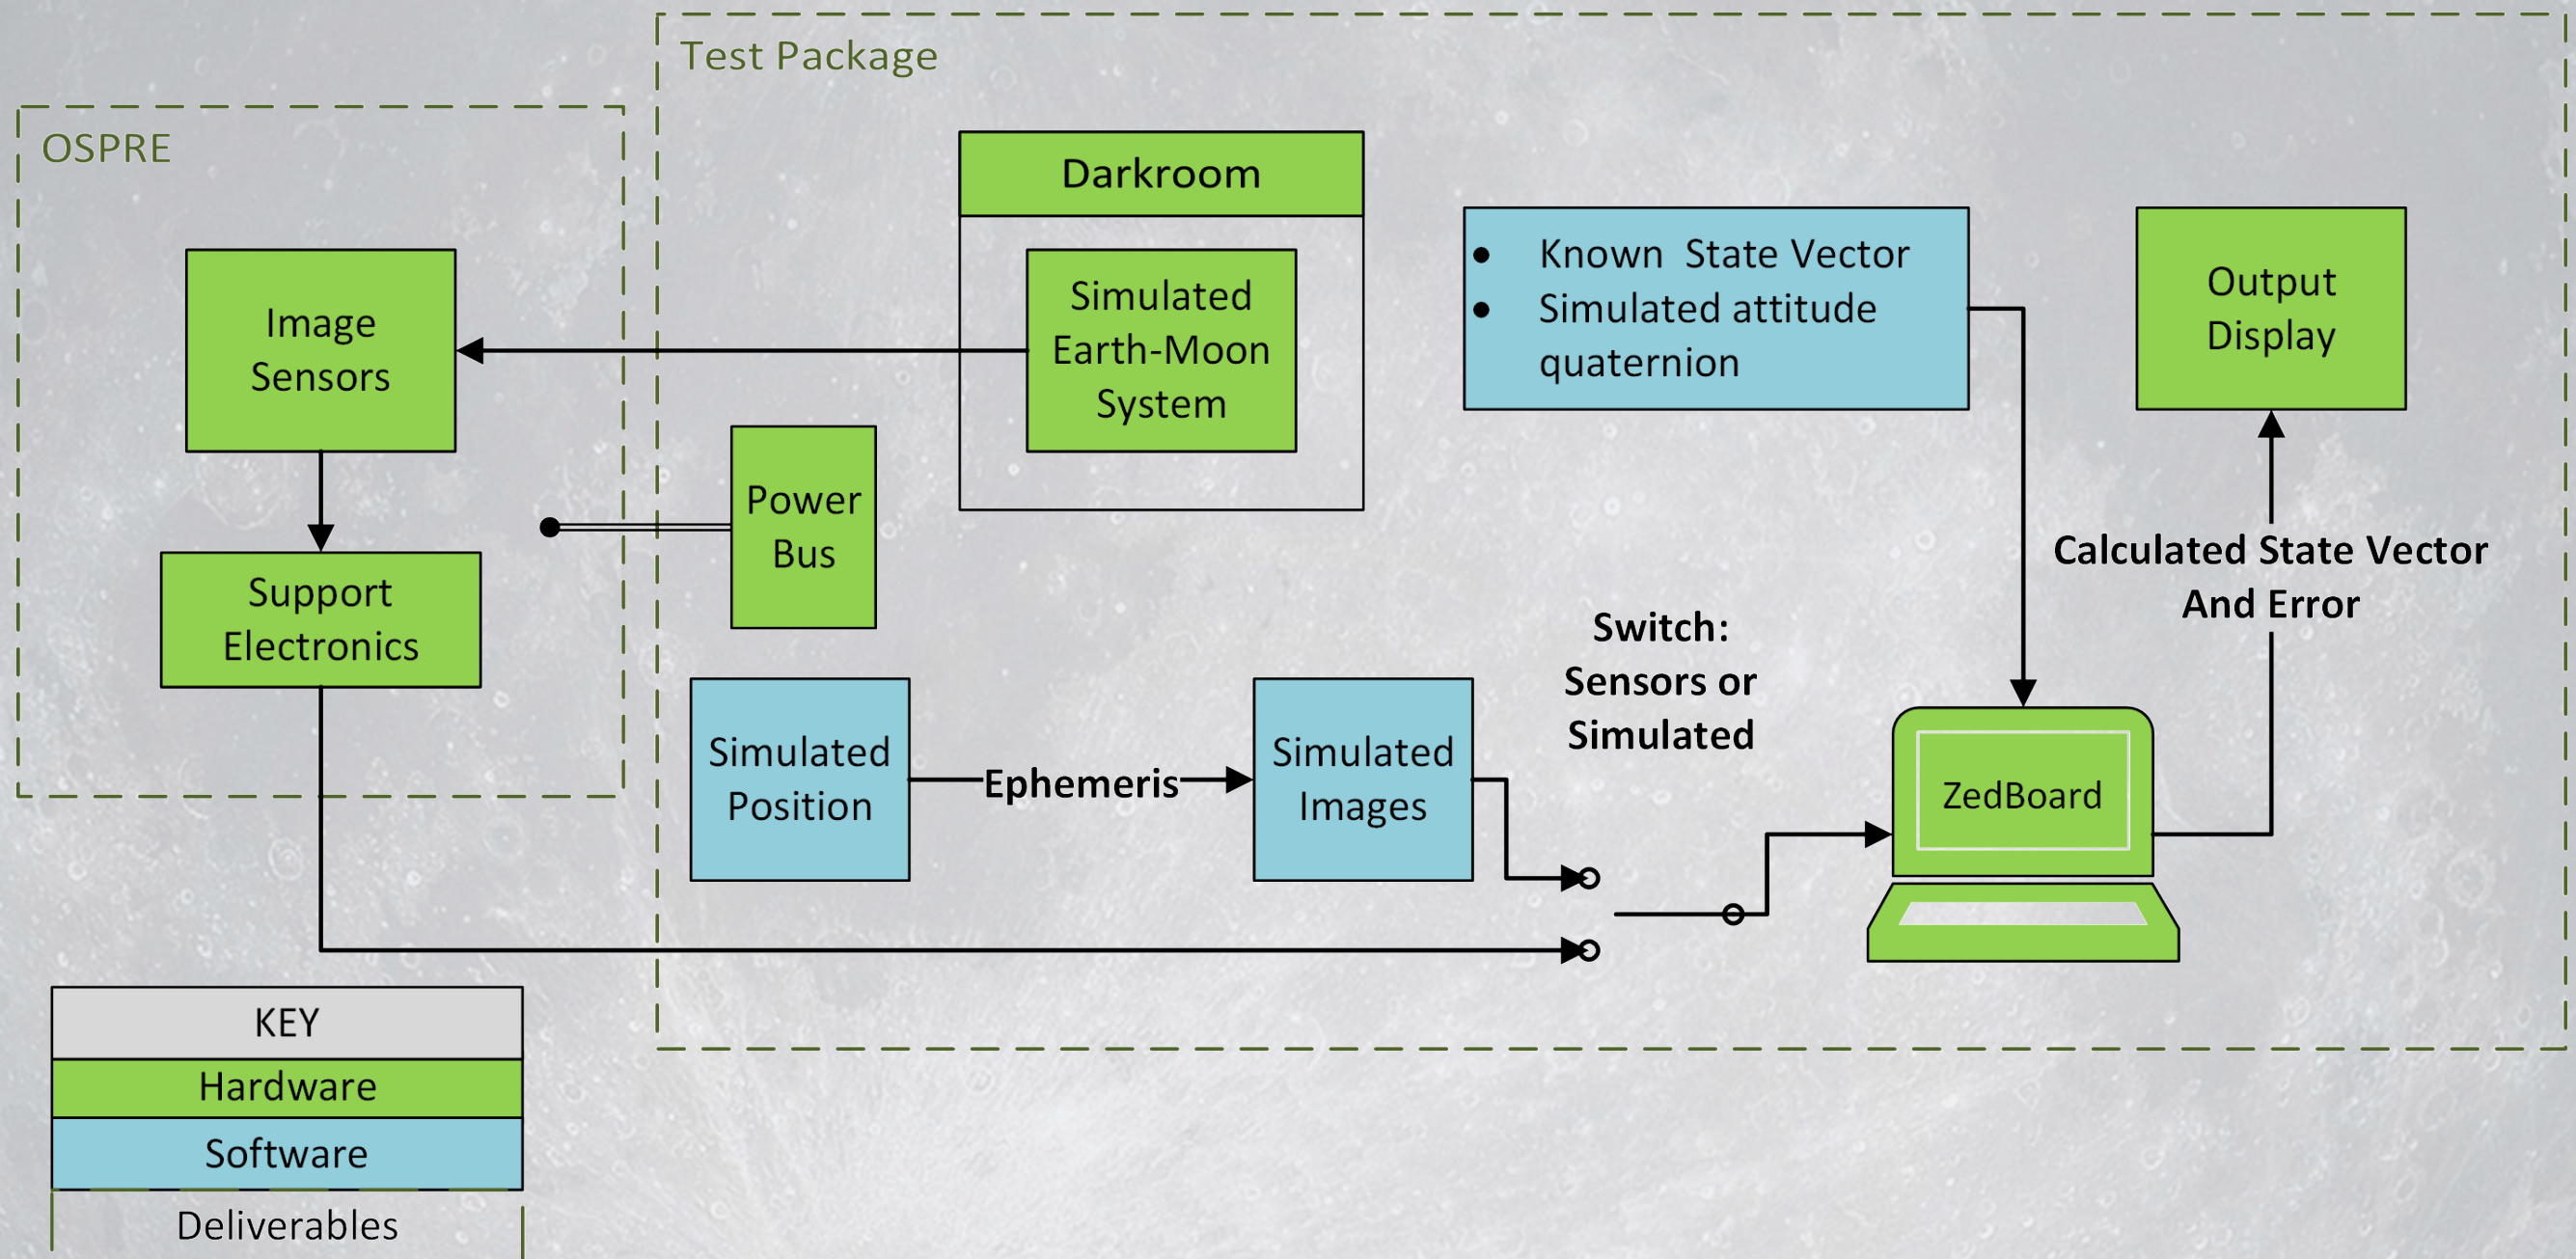 Test Package
OSPRE
Darkroom
Image
Sensors
Simulated
Earth-Moon
System
• Known  State Vector
• Simulated attitude
quaternion
Output
Display
Power
Bus
Support
Electronics
Calculated State Vector
And Error
Switch:
Sensors or
Simulated
Simulated
Position
Ephemeris
Simulated
Images
ZedBoard
KEY
Hardware
Software
Deliverables